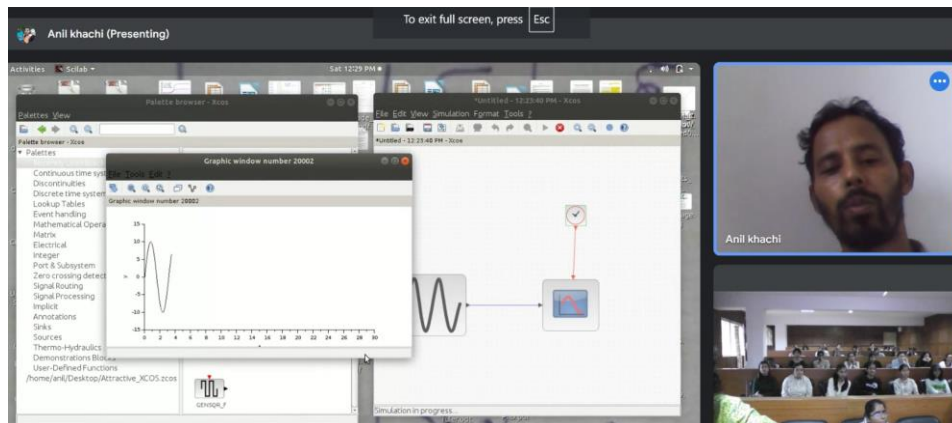 To exit full screen, press Esc
Anil khachi (Presenting)
Activities
Scilab
Sat 12:29 PM
Palette browser - Xcos
Palettes View
Palette browser - Xcos
Palettes
Continuous time syst
Discontinuities
Discrete time system
Lookup Tables
Event handling
Mathematical Opera
Matrix
Electrical
Integer
Port & Subsystem
Zero crossing detect
Signal Routing
Signal Processing
Implicit
Annotations
Sinks
Sources
Thermo-Hydraulics
Demonstrations Blocks
User-Defined Functions
/home/anil/Desktop/Attractive_XCOS.zcos
GENSQR_F
Graphic window number 20002
File Tools Edit ?
Graphic window number 20002
15
10
5
0
-5
-10
-15
y
0 2 4 6 8 10 12 14 16 18 20 22 24 26 28 30
*Untitled - 12:23:40 PM - Xcos
File Edit View Simulation Format Tools ?
*Untitled - 12:23:40 PM - Xcos
Simulation in progress...
Anil khachi